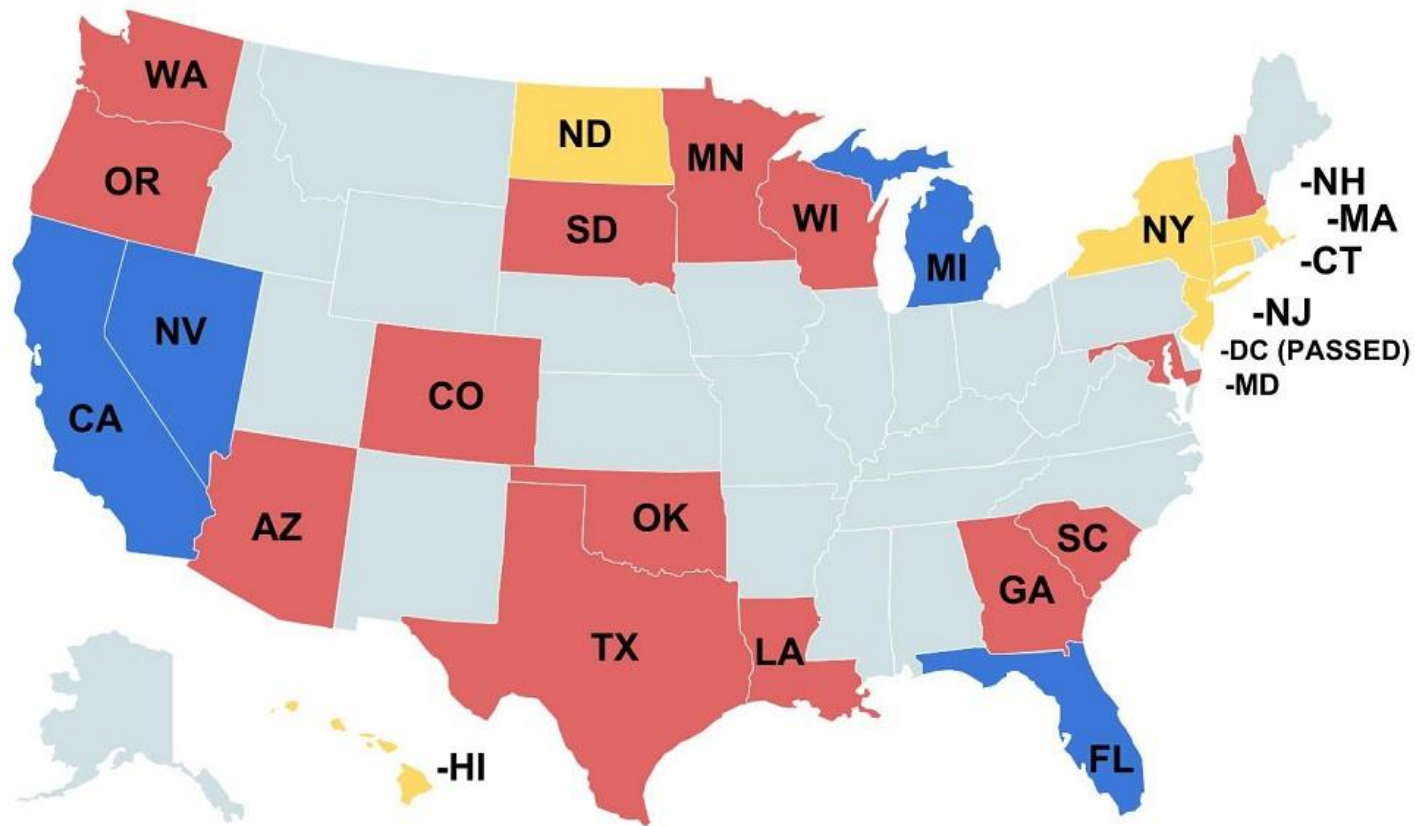 WA
ND
MN
OR
-NH
SD
WI
NY
-MA
MI
-CT
NV
-NJ
-DC (PASSED)
CO
-MD
CA
AZ
OK
SC
GA
TX
LA
FL
-HI